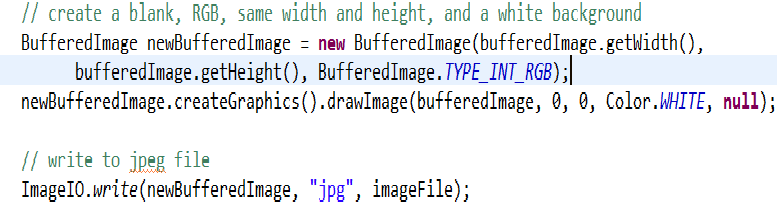 // create a blank, RGB, same width and height, and a white background
BufferedImage newBufferedImage = new BufferedImage(bufferedImage.getWidth(),
bufferedImage.getHeight(), BufferedImage.TYPE_INT_RGB);
newBufferedImage.createGraphics().drawImage(bufferedImage, 0, 0, Color.WHITE, null);
// write to jpeg file
ImageIO.write(newBufferedImage, "jpg", imageFile);